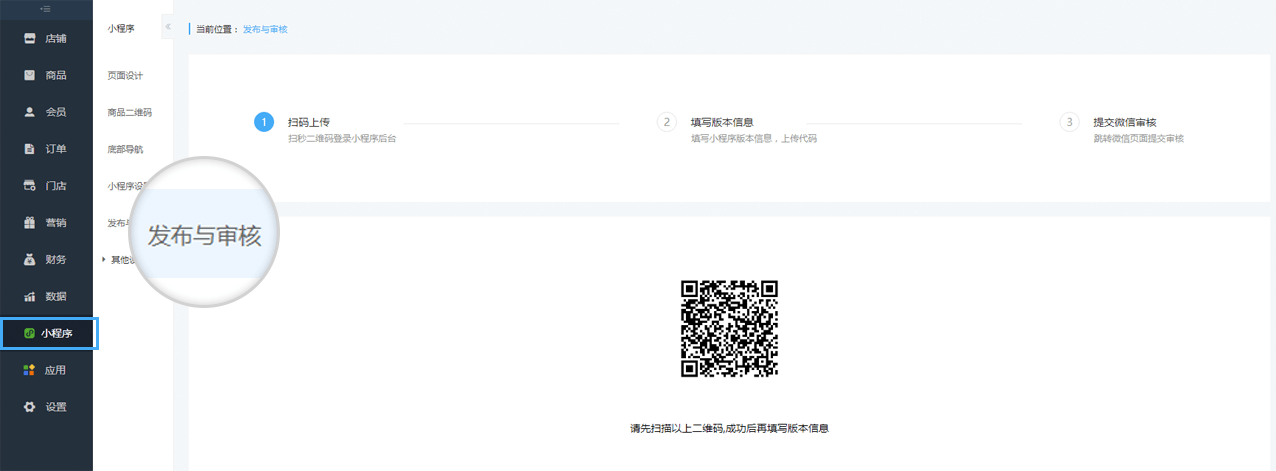 店铺
商品
会员
订单
门店
营销
财务
数据
小程序
应用
设置
小程序
页面设计
商品二维码
底部导航
小程序设
发布与
其他
发布与审核
当前位置： 发布与审核
1 扫码上传
扫秒二维码登录小程序后台
2 填写版本信息
填写小程序版本信息，上传代码
3 提交微信审核
跳转微信页面提交审核
请先扫描以上二维码,成功后再填写版本信息